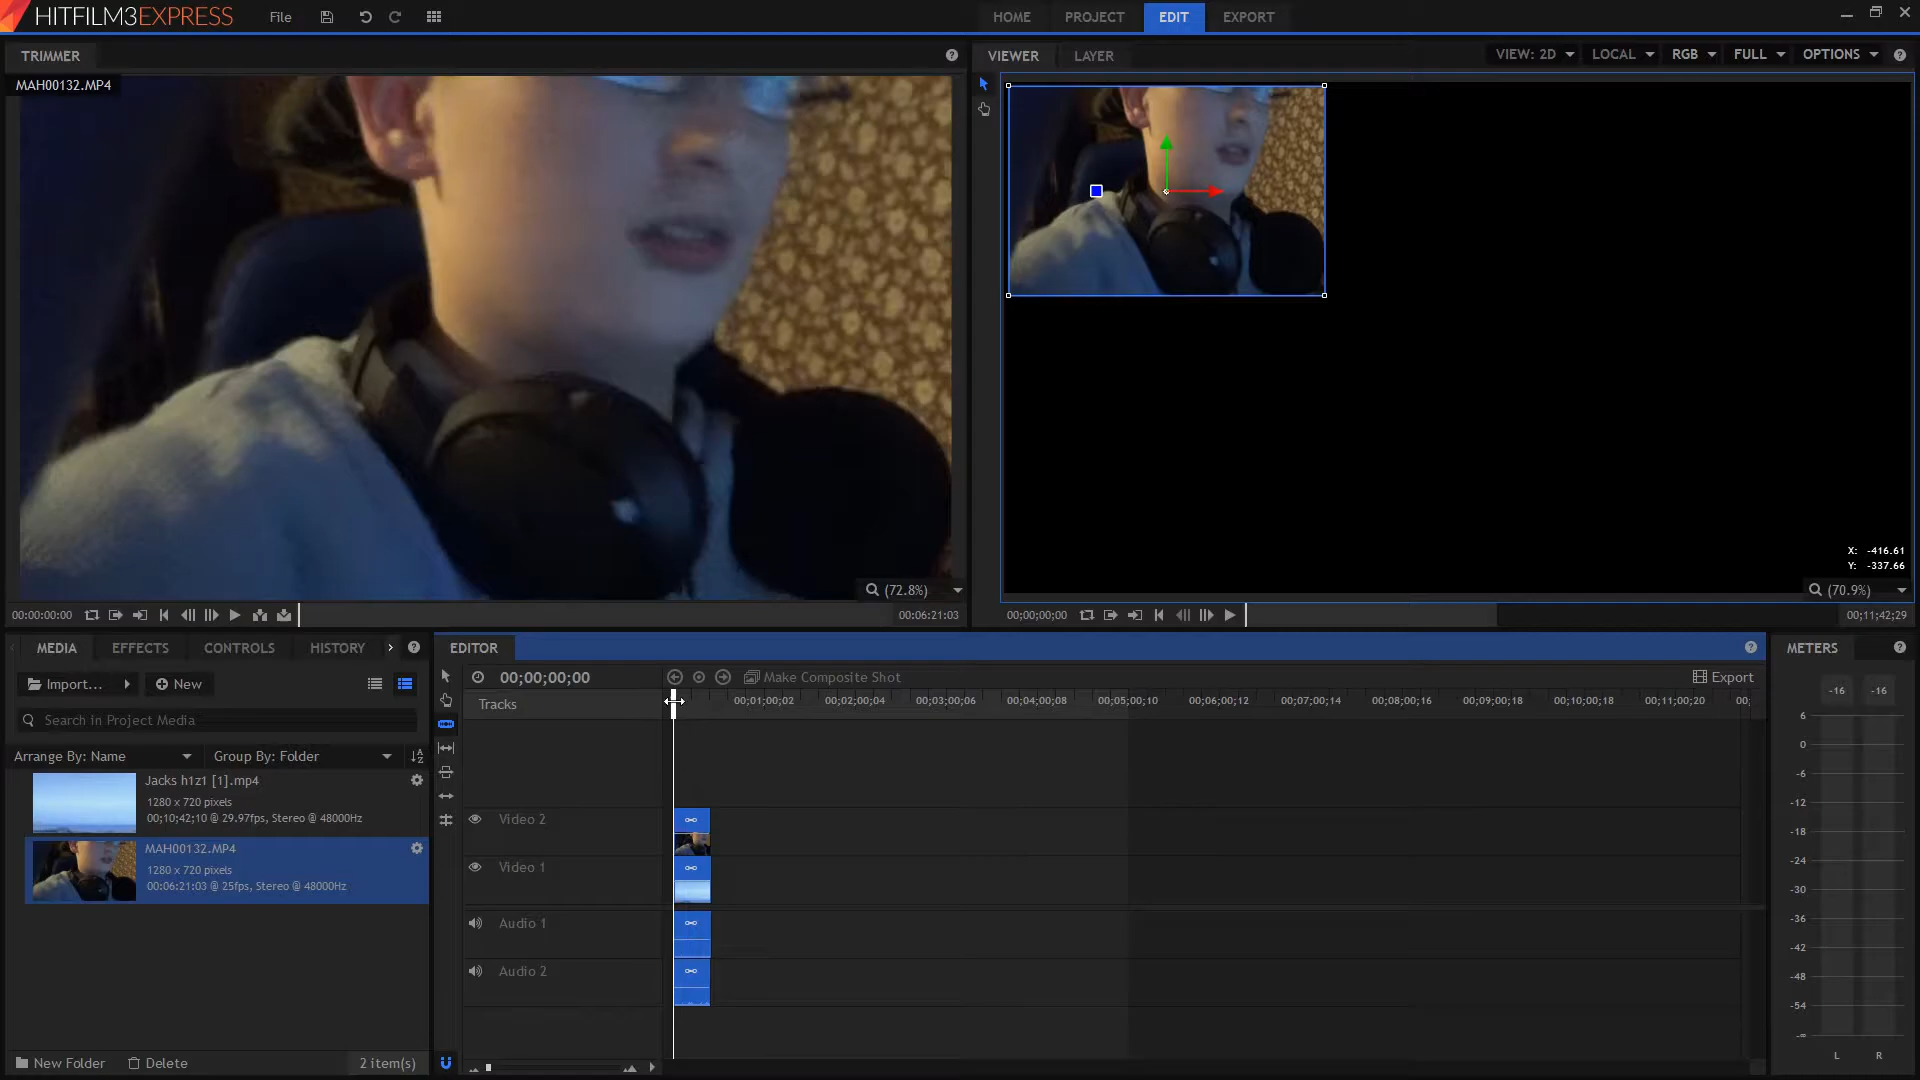 HITFILM3EXPRESS
File
HOME
PROJECT
EDIT
EXPORT
TRIMMER
MAH00132.MP4
VIEWER
LAYER
VIEW: 2D
LOCAL
RGB
FULL
OPTIONS
X: -416.61
Y: -337.66
(72.8%)
(70.9%)
00:00:00:00
00:06:21:03
00;00;00;00
00;11;42;29
MEDIA
EFFECTS
CONTROLS
HISTORY
Import...
New
Search in Project Media
Arrange By: Name
Group By: Folder
Jacks h1z1 [1].mp4
1280 x 720 pixels
00;10;42;10 @ 29.97fps, Stereo @ 48000Hz
MAH00132.MP4
1280 x 720 pixels
00:06:21:03 @ 25fps, Stereo @ 48000Hz
New Folder
Delete
2 item(s)
EDITOR
00;00;00;00
Make Composite Shot
Export
Tracks
00;01;00;02
00;02;00;04
00;03;00;06
00;04;00;08
00;05;00;10
00;06;00;12
00;07;00;14
00;08;00;16
00;09;00;18
00;10;00;18
00;11;00;20
00;
Video 2
Video 1
Audio 1
Audio 2
METERS
-16
-16
6
0
-6
-12
-18
-24
-30
-36
-42
-48
-54
-∞
L
R